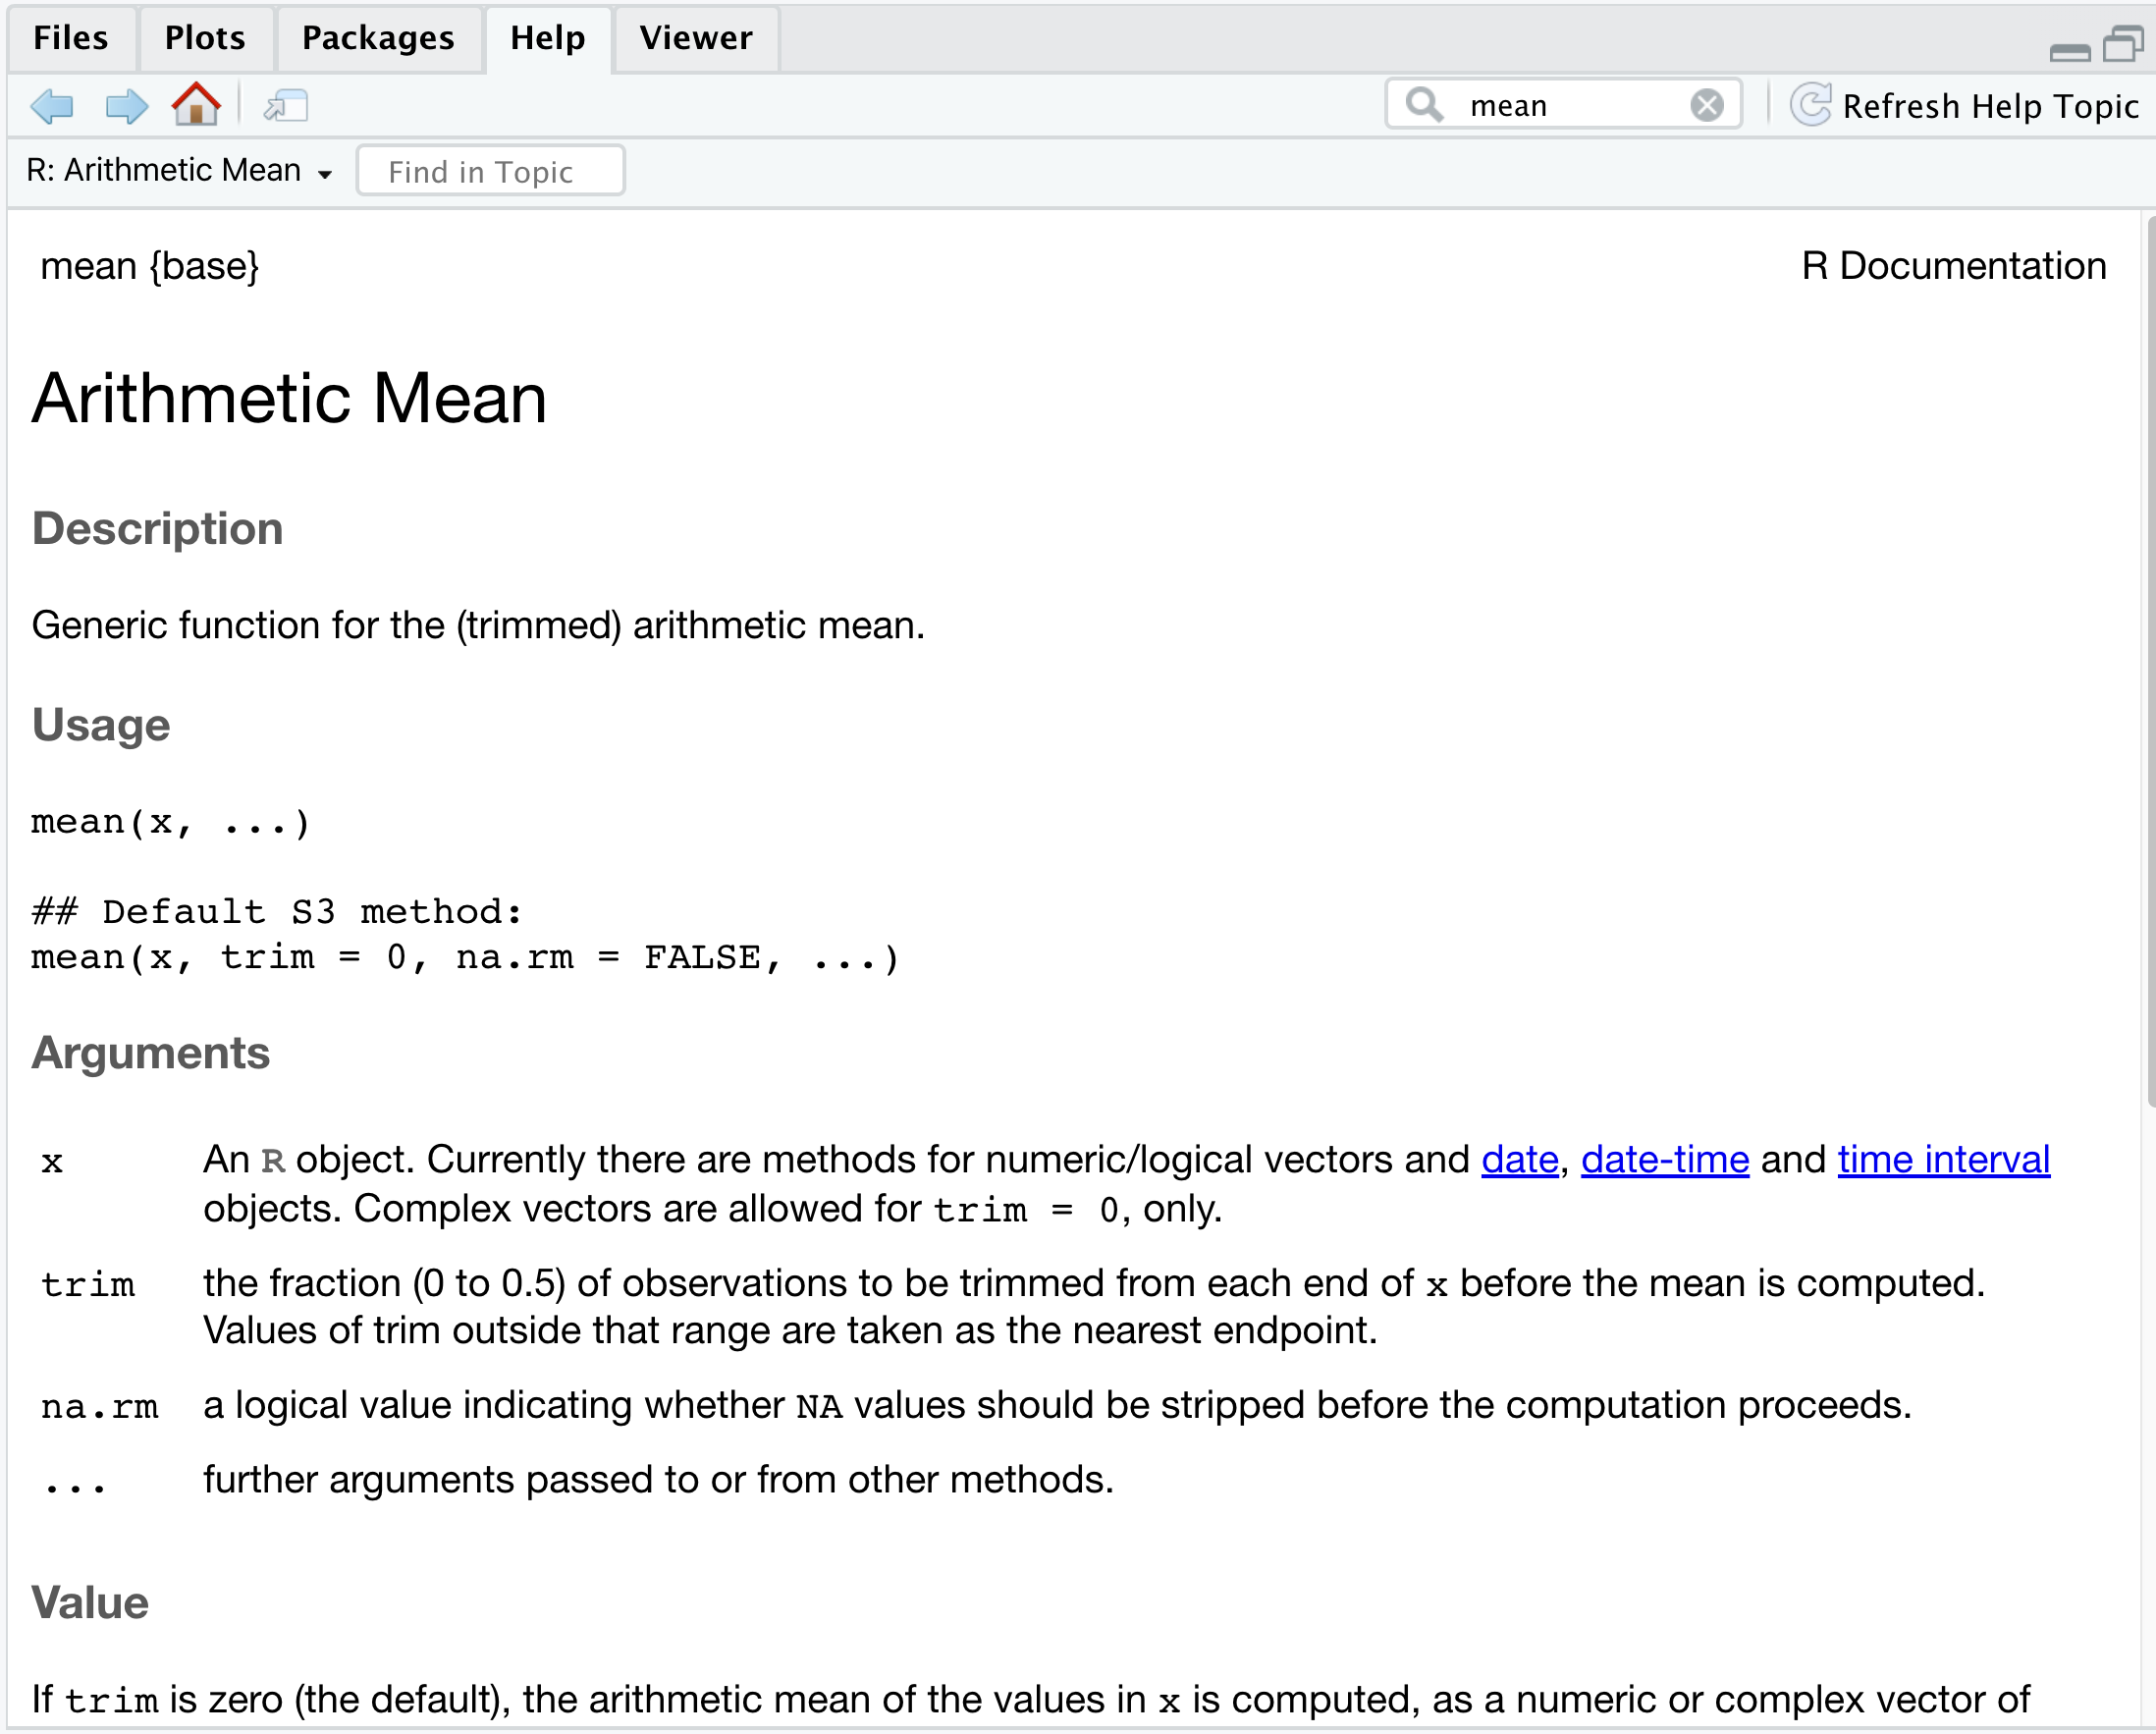 Files Plots Packages Help Viewer
mean Refresh Help Topic
R: Arithmetic Mean Find in Topic
mean {base} R Documentation
Arithmetic Mean
Description
Generic function for the (trimmed) arithmetic mean.
Usage
mean(x, ...)
## Default S3 method:
mean(x, trim = 0, na.rm = FALSE, ...)
Arguments
x An R object. Currently there are methods for numeric/logical vectors and date, date-time and time interval
objects. Complex vectors are allowed for trim = 0, only.
trim the fraction (0 to 0.5) of observations to be trimmed from each end of x before the mean is computed.
Values of trim outside that range are taken as the nearest endpoint.
na.rm a logical value indicating whether NA values should be stripped before the computation proceeds.
... further arguments passed to or from other methods.
Value
If trim is zero (the default), the arithmetic mean of the values in x is computed, as a numeric or complex vector of